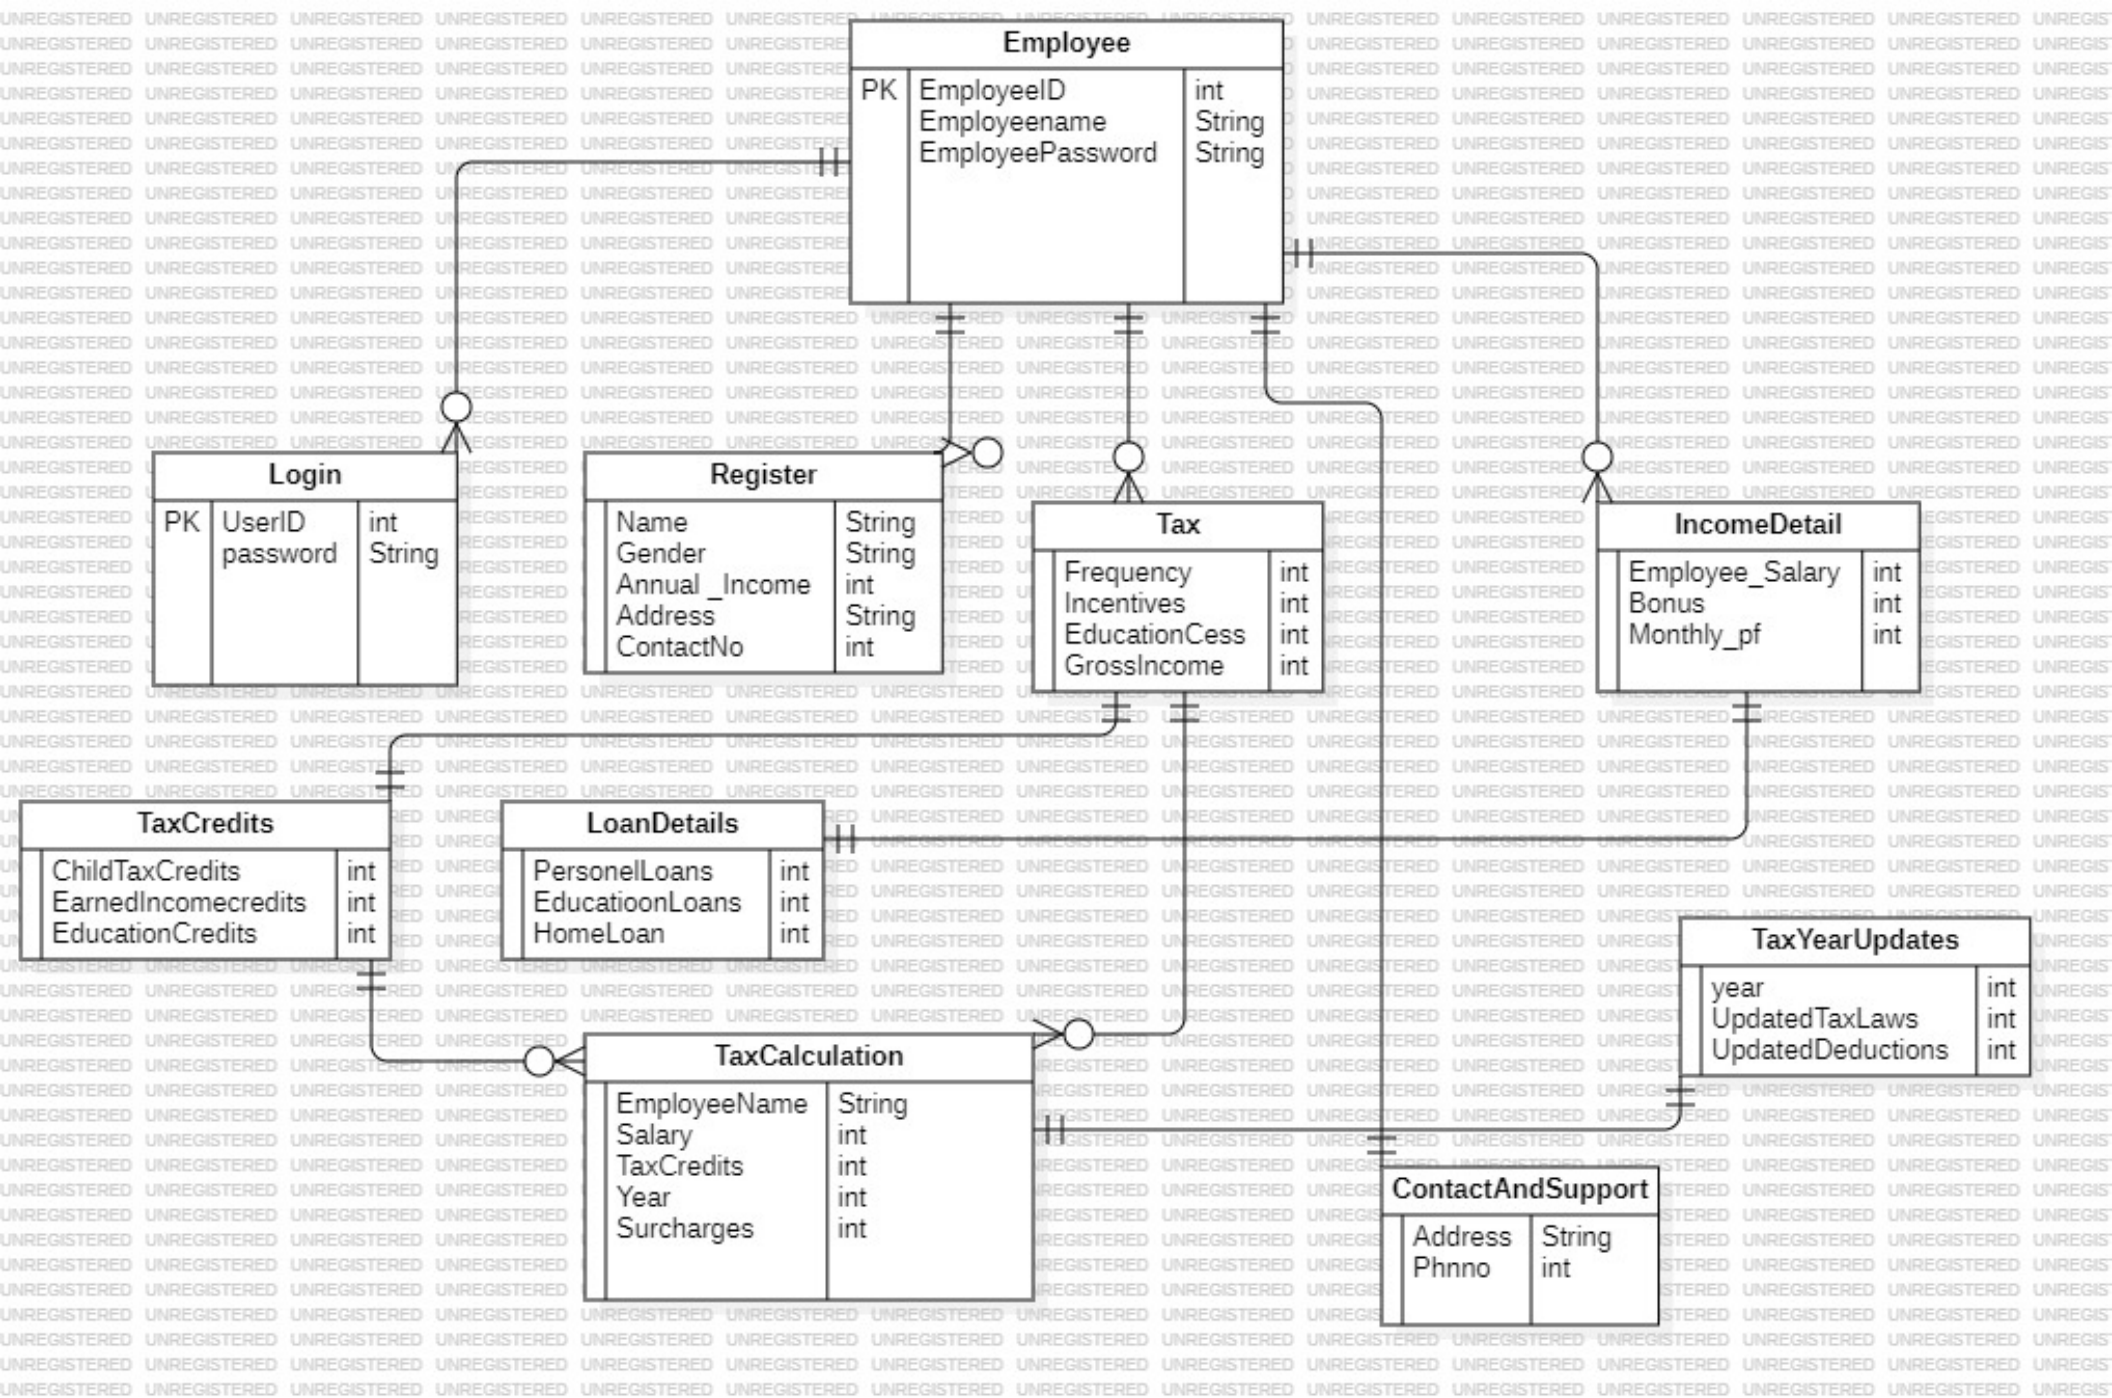 Employee
PK EmployeeID int
Employeename String
EmployeePassword String
Login
PK UserID int
password String
Register
Name String
Gender String
Annual _Income int
Address String
ContactNo int
Tax
Frequency int
Incentives int
EducationCess int
GrossIncome int
IncomeDetail
Employee_Salary int
Bonus int
Monthly_pf int
TaxCredits
ChildTaxCredits int
EarnedIncomecredits int
EducationCredits int
LoanDetails
PersonelLoans int
EducatioonLoans int
HomeLoan int
TaxYearUpdates
year int
UpdatedTaxLaws int
UpdatedDeductions int
TaxCalculation
EmployeeName String
Salary int
TaxCredits int
Year int
Surcharges int
ContactAndSupport
Address String
Phnno int
UNREGISTERED